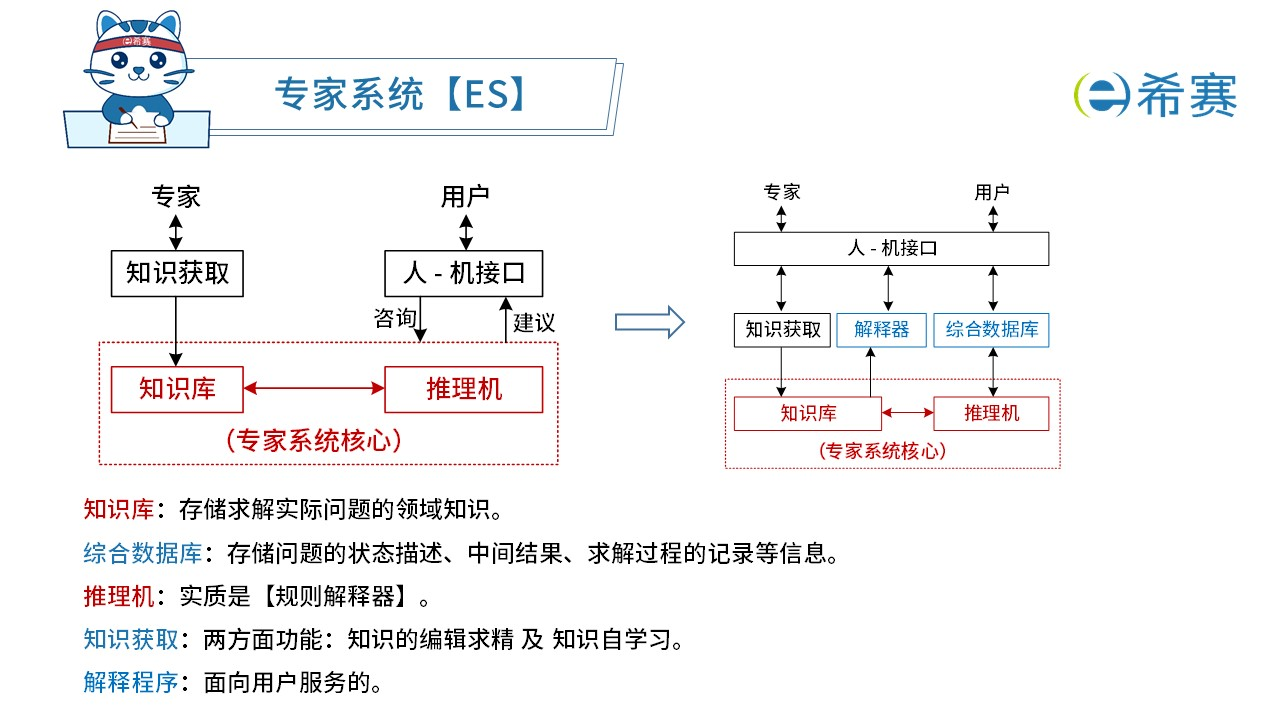 希赛
专家系统【ES】
希赛
专家
用户
知识获取
人 - 机接口
咨询
建议
知识库
推理机
（专家系统核心）
专家
用户
人 - 机接口
知识获取
解释器
综合数据库
知识库
推理机
（专家系统核心）
知识库：存储求解实际问题的领域知识。
综合数据库：存储问题的状态描述、中间结果、求解过程的记录等信息。
推理机：实质是【规则解释器】。
知识获取：两方面功能：知识的编辑求精 及 知识自学习。
解释程序：面向用户服务的。